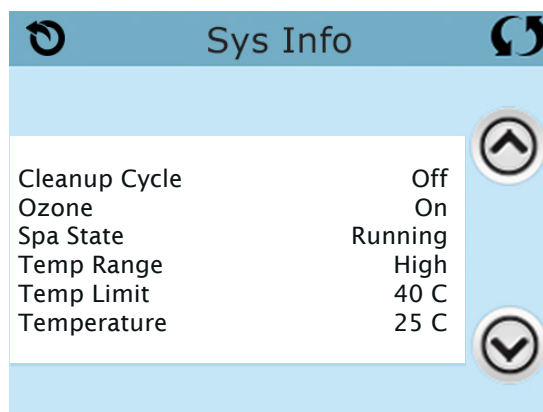 Sys Info
Cleanup Cycle Off
Ozone On
Spa State Running
Temp Range High
Temp Limit 40 C
Temperature 25 C